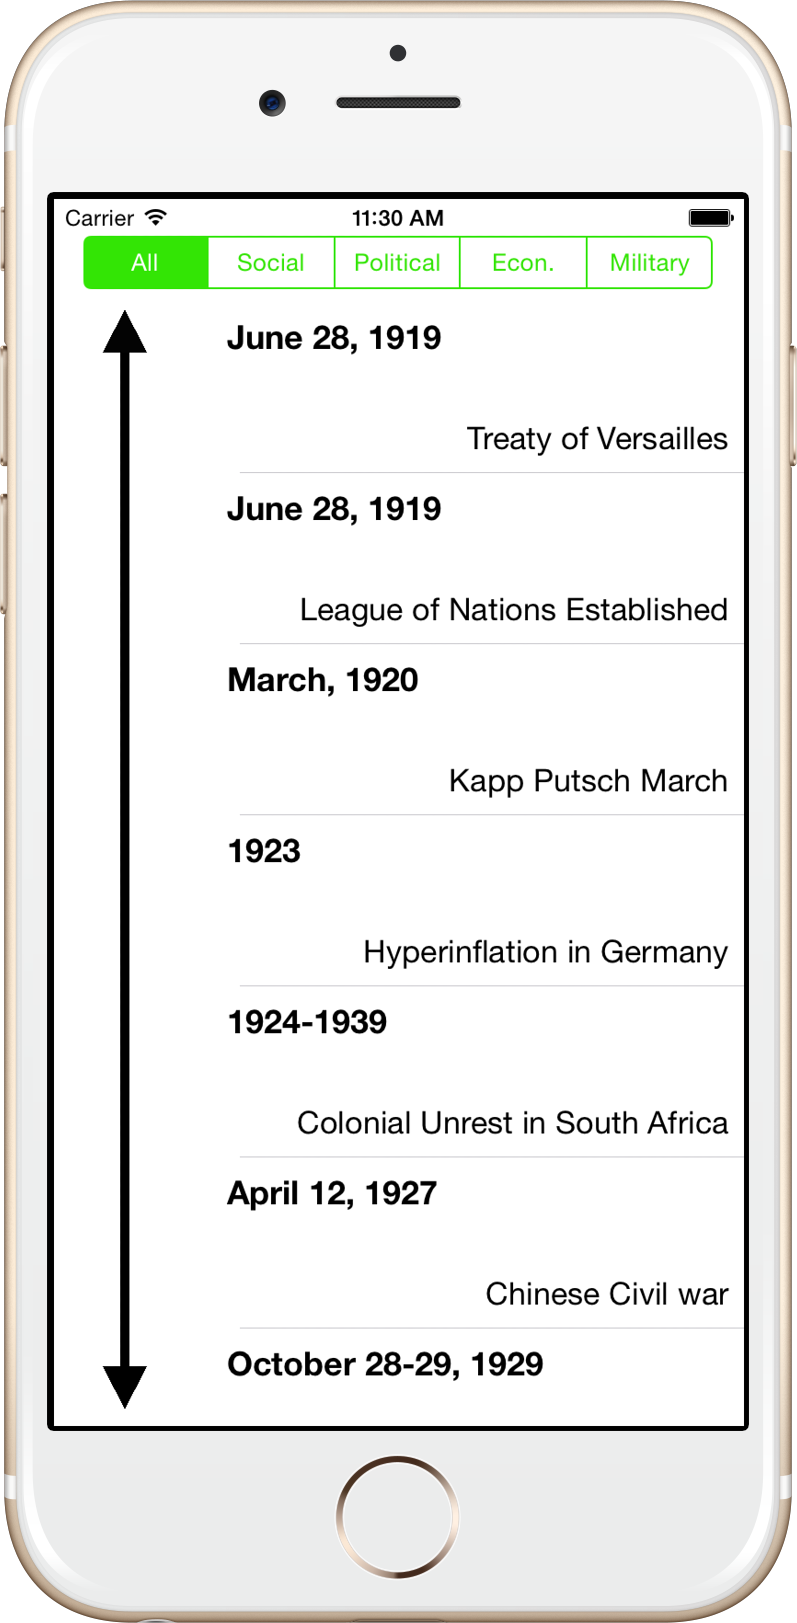 Carrier 11:30 AM
All Social Political Econ. Military
June 28, 1919
Treaty of Versailles
June 28, 1919
League of Nations Established
March, 1920
Kapp Putsch March
1923
Hyperinflation in Germany
1924-1939
Colonial Unrest in South Africa
April 12, 1927
Chinese Civil war
October 28-29, 1929